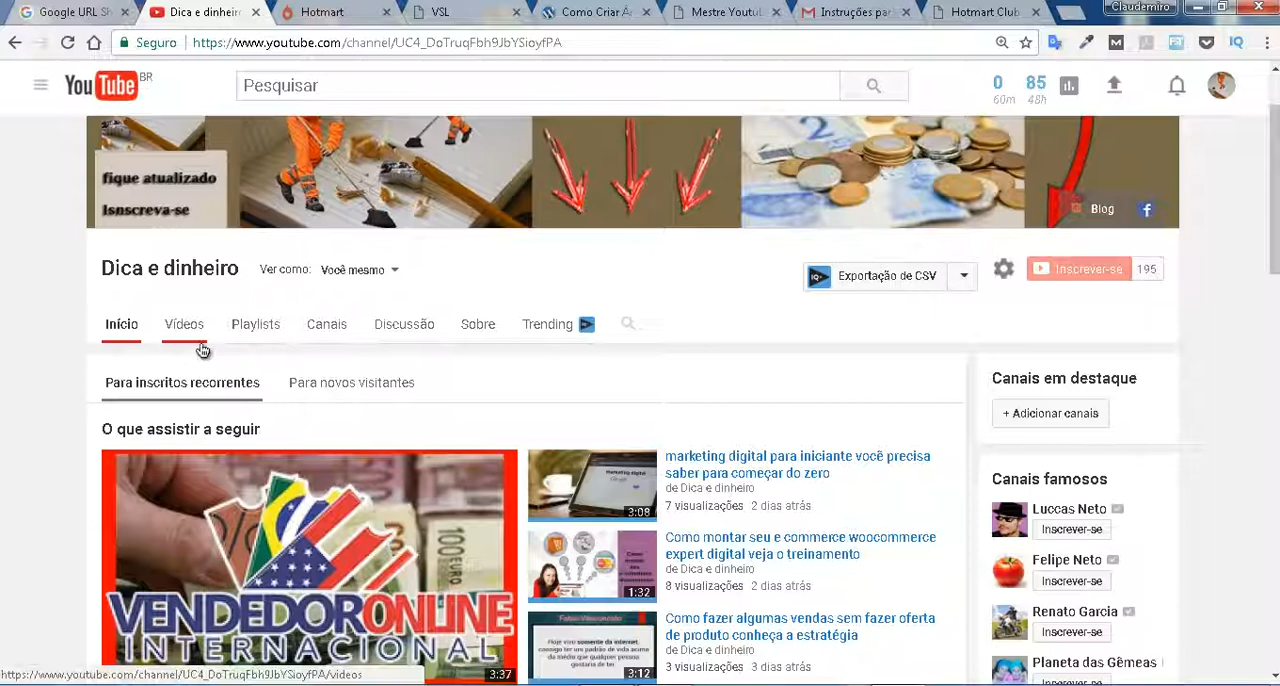 Google URL Sh
Dica e dinheir
Hotmart
VSL
Como Criar Ar
Mestre Youtu
Instruções par
Hotmart Club
Claudemiro
Seguro
https://www.youtube.com/channel/UC4_DoTruqFbh9JbYSioyfPA
YouTube BR
Pesquisar
0 60m
85 48h
fique atualizado
Isnscreva-se
Blog
Dica e dinheiro
Ver como: Você mesmo
Exportação de CSV
Inscrever-se 195
Início Vídeos Playlists Canais Discussão Sobre Trending
Para inscritos recorrentes Para novos visitantes
O que assistir a seguir
VENDEDORONLINE
INTERNACIONAL
3:37
3:08
marketing digital para iniciante você precisa
saber para começar do zero
de Dica e dinheiro
7 visualizações 2 dias atrás
1:32
Como montar seu e commerce woocommerce
expert digital veja o treinamento
de Dica e dinheiro
8 visualizações 2 dias atrás
3:12
Como fazer algumas vendas sem fazer oferta
de produto conheça a estratégia
de Dica e dinheiro
3 visualizações 2 dias atrás
Canais em destaque
+ Adicionar canais
Canais famosos
Luccas Neto
Inscrever-se
Felipe Neto
Inscrever-se
Renato Garcia
Inscrever-se
Planeta das Gêmeas
Inscrever-se
https://www.youtube.com/channel/UC4_DoTruqFbh9JbYSioyfPA/videos